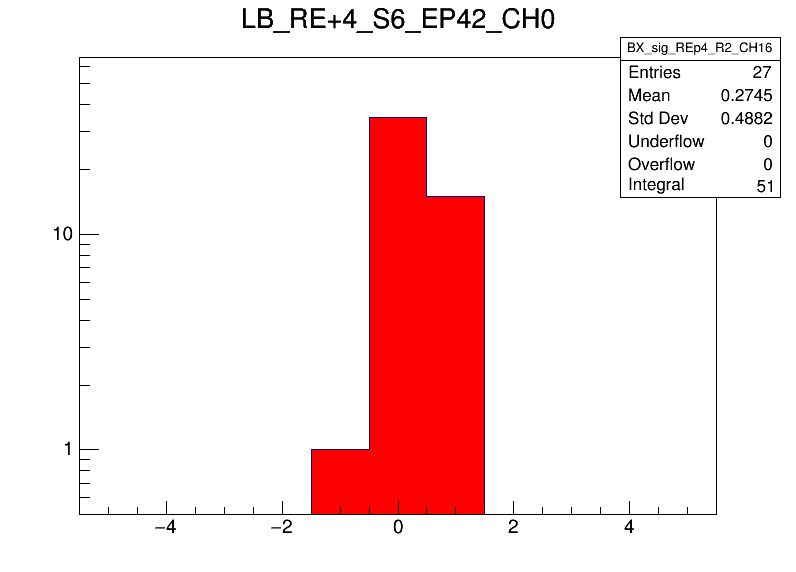 LB_RE+4_S6_EP42_CH0
BX_sig_REp4_R2_CH16
Entries 27
Mean 0.2745
Std Dev 0.4882
Underflow 0
Overflow 0
Integral 51
10
1
−4 −2 0 2 4